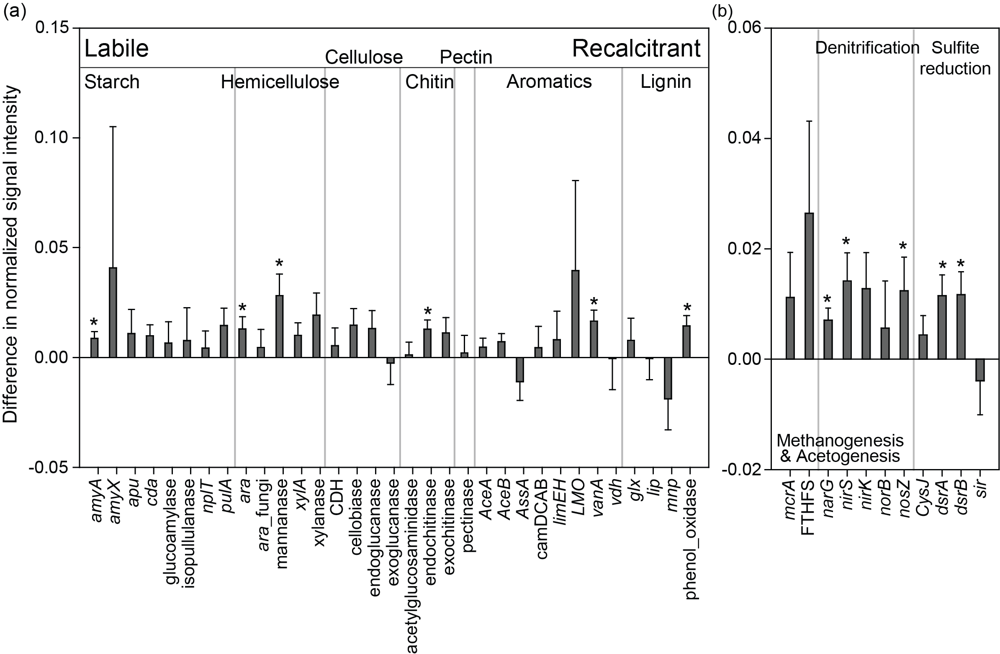 (a)
0.15
0.10
0.05
0.00
-0.05
Difference in normalized signal intensity
Labile
Recalcitrant
Cellulose
Pectin
Starch
Hemicellulose
Chitin
Aromatics
Lignin
*
*
*
*
*
*
amyA
amyX
apu
cda
glucoamylase
isopullulanase
nplT
pulA
ara
ara_fungi
mannanase
xylA
xylanase
CDH
cellobiase
endoglucanase
exoglucanase
acetylglucosaminidase
endochitinase
exochitinase
pectinase
AceA
AceB
AssA
camDCAB
limEH
LMO
vanA
vdh
glx
lip
mnp
phenol_oxidase
(b)
0.06
0.04
0.02
0.00
-0.02
Denitrification
Sulfite
reduction
*
*
*
*
*
Methanogenesis
& Acetogenesis
mcrA
FTHFS
narG
nirS
nirK
norB
nosZ
CysJ
dsrA
dsrB
sir